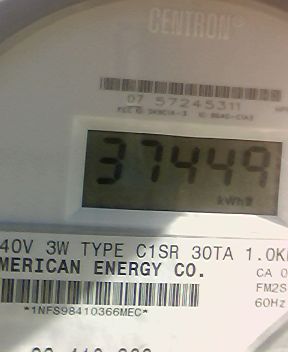 CENTRON®
07 57245311
37449
kWh
40V 3W TYPE C1SR 30TA 1.0K
MERICAN ENERGY CO.
CA 0
FM2S
60Hz
*1NFS98410366MEC*